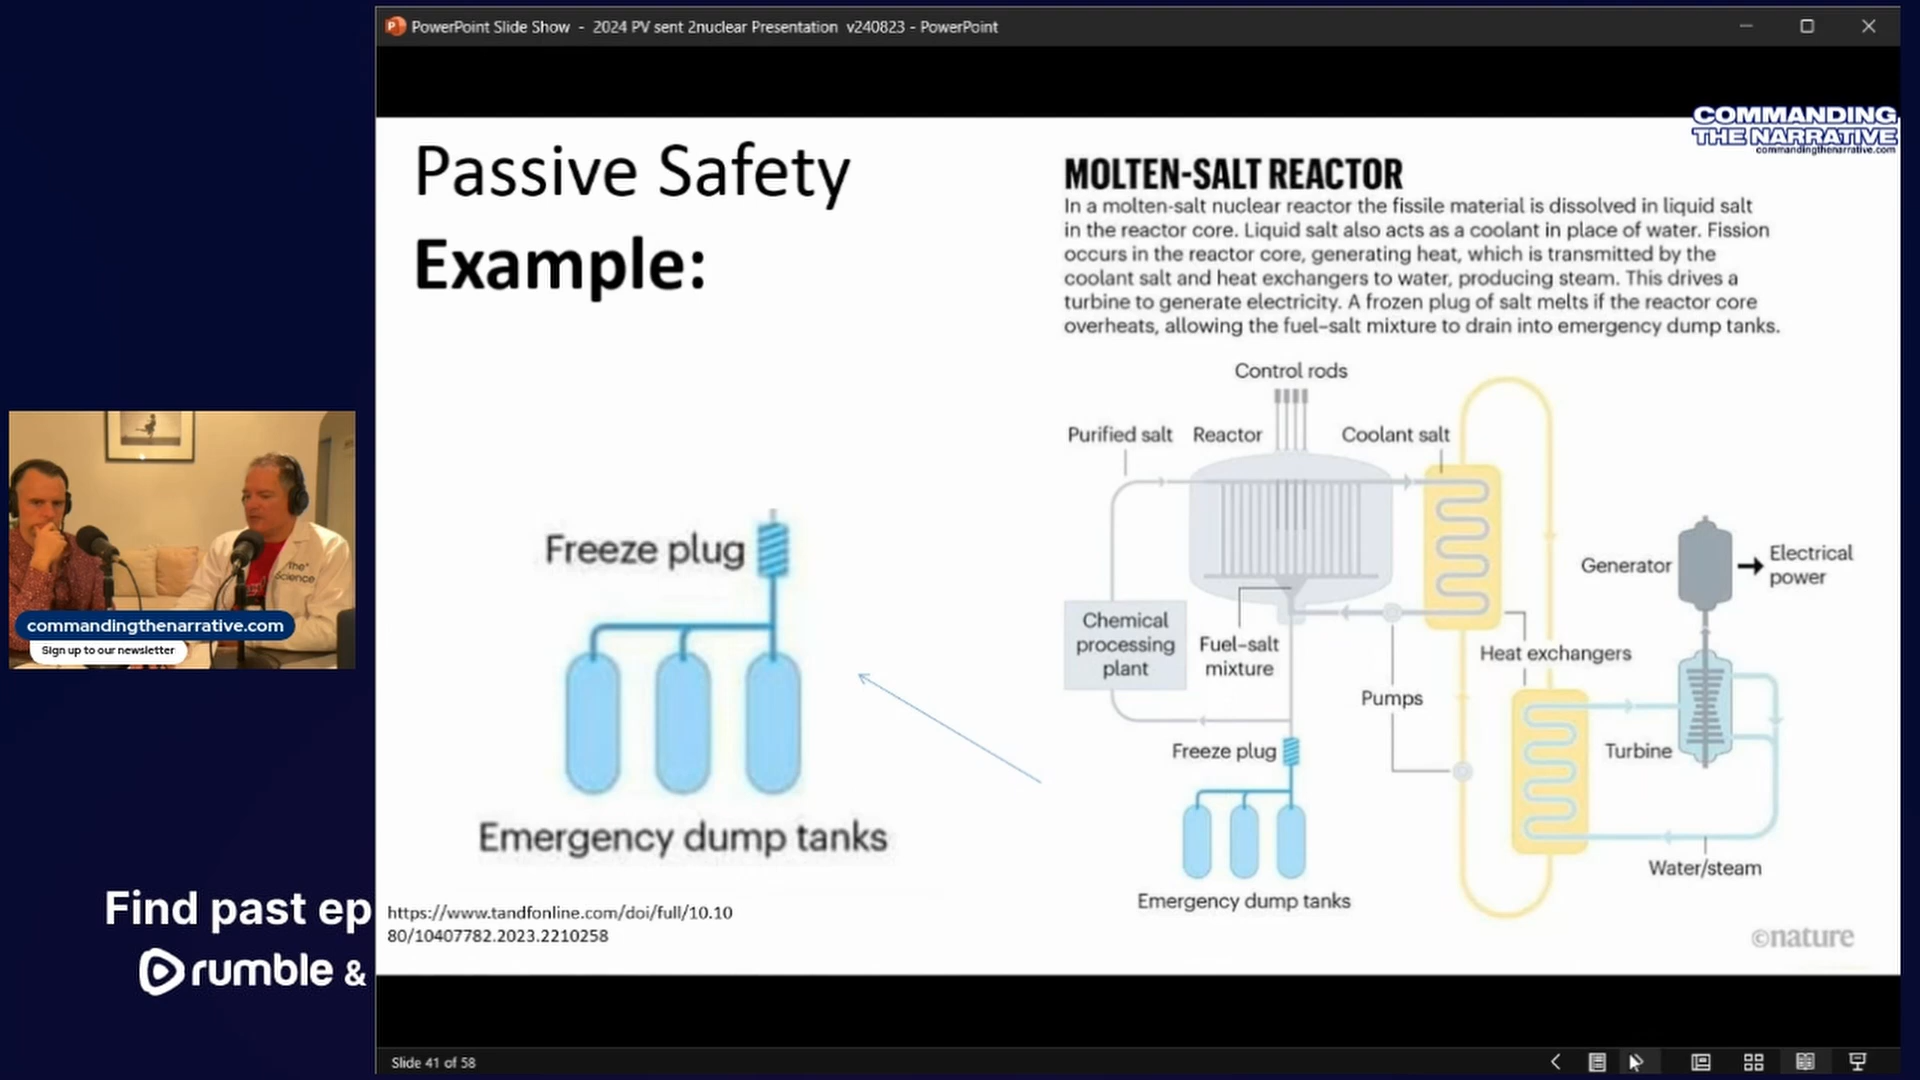 PowerPoint Slide Show - 2024 PV sent 2nuclear Presentation v240823 - PowerPoint
COMMANDING
THE NARRATIVE
commandingthenarrative.com
Passive Safety
Example:
MOLTEN-SALT REACTOR
In a molten-salt nuclear reactor the fissile material is dissolved in liquid salt
in the reactor core. Liquid salt also acts as a coolant in place of water. Fission
occurs in the reactor core, generating heat, which is transmitted by the
coolant salt and heat exchangers to water, producing steam. This drives a
turbine to generate electricity. A frozen plug of salt melts if the reactor core
overheats, allowing the fuel–salt mixture to drain into emergency dump tanks.
Control rods
Purified salt
Reactor
Coolant salt
Generator
Electrical
power
Chemical
processing
plant
Fuel–salt
mixture
Heat exchangers
Pumps
Freeze plug
Turbine
Water/steam
Emergency dump tanks
©nature
Freeze plug
Emergency dump tanks
https://www.tandfonline.com/doi/full/10.10
80/10407782.2023.2210258
the*
Science
commandingthenarrative.com
Sign up to our newsletter
Find past ep
rumble &
Slide 41 of 58